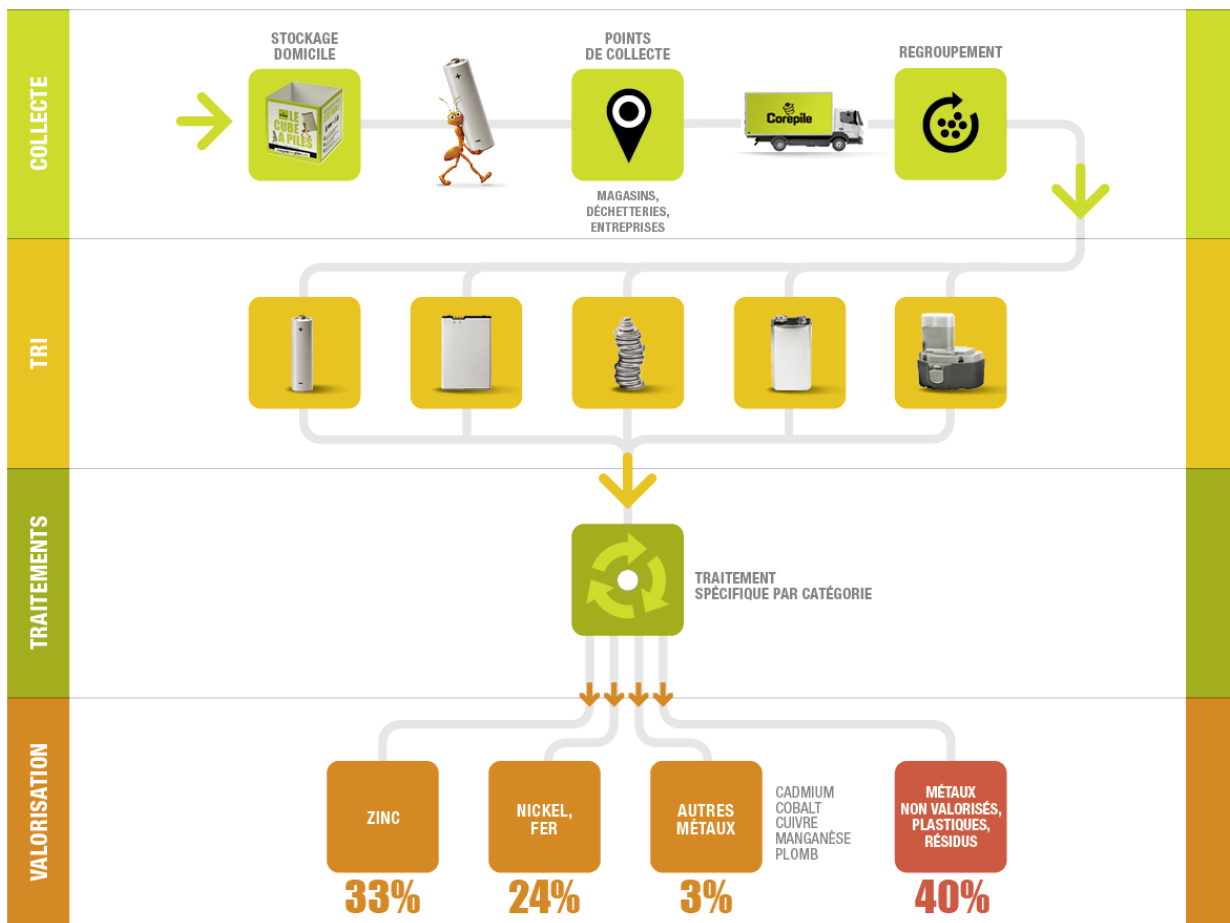 COLLECTE
STOCKAGE
DOMICILE
POINTS
DE COLLECTE
REGROUPEMENT
LE
CUBE
A PILES
Corepile
MAGASINS,
DÉCHETTERIES,
ENTREPRISES
TRI
TRAITEMENTS
TRAITEMENT
SPÉCIFIQUE PAR CATÉGORIE
VALORISATION
ZINC
NICKEL,
FER
AUTRES
MÉTAUX
CADMIUM
COBALT
CUIVRE
MANGANÈSE
PLOMB
MÉTAUX
NON VALORISÉS,
PLASTIQUES,
RÉSIDUS
33%
24%
3%
40%